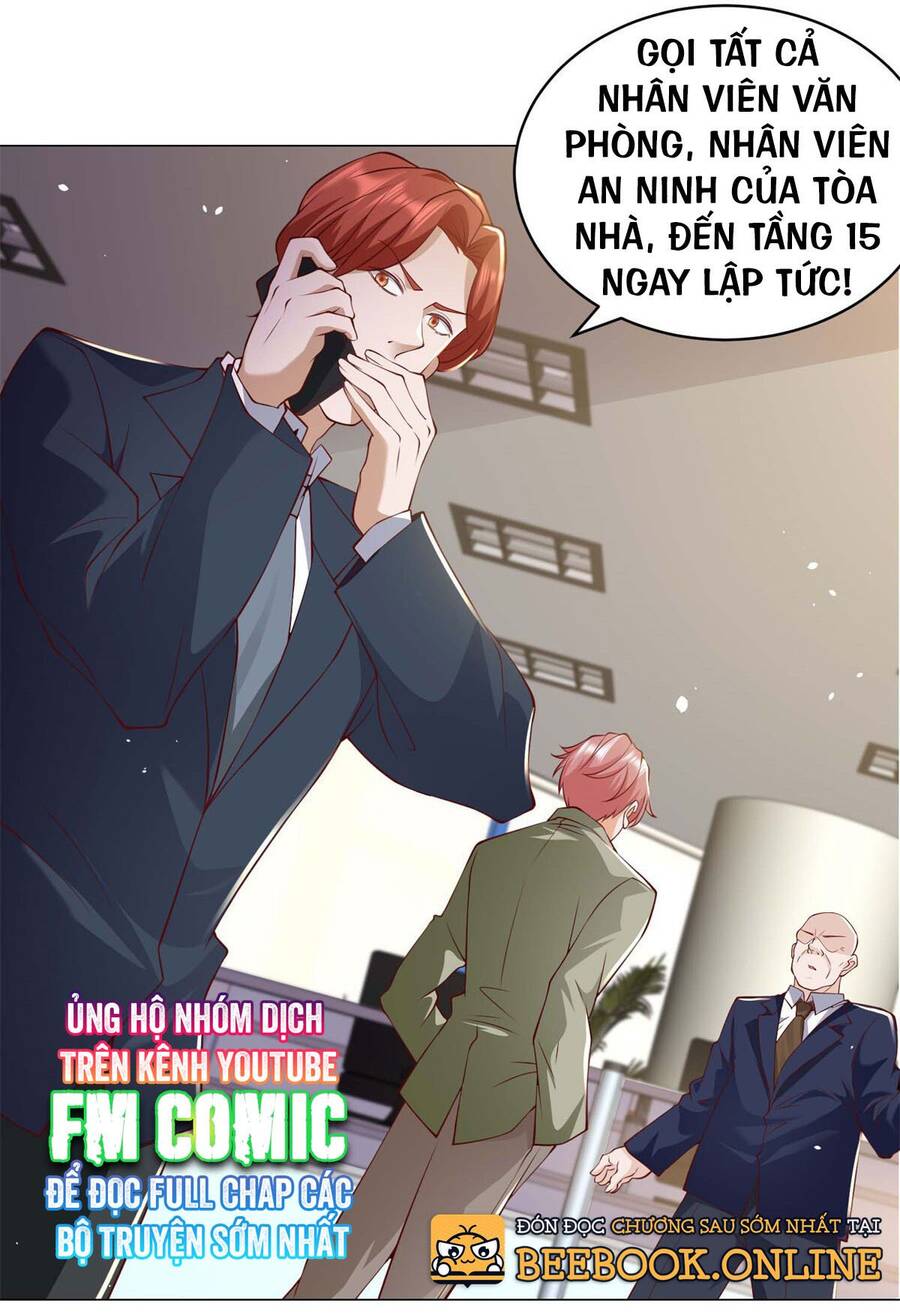 GỌI TẤT CẢ
NHÂN VIÊN VĂN
PHÒNG, NHÂN VIÊN
AN NINH CỦA TÒA
NHÀ, ĐẾN TẦNG 15
NGAY LẬP TỨC!
ỦNG HỘ NHÓM DỊCH
TRÊN KÊNH YOUTUBE
FM COMIC
ĐỂ ĐỌC FULL CHAP CÁC
BỘ TRUYỆN SỚM NHẤT
ĐÓN ĐỌC CHƯƠNG SAU SỚM NHẤT TẠI
BEEBOOK.ONLINE